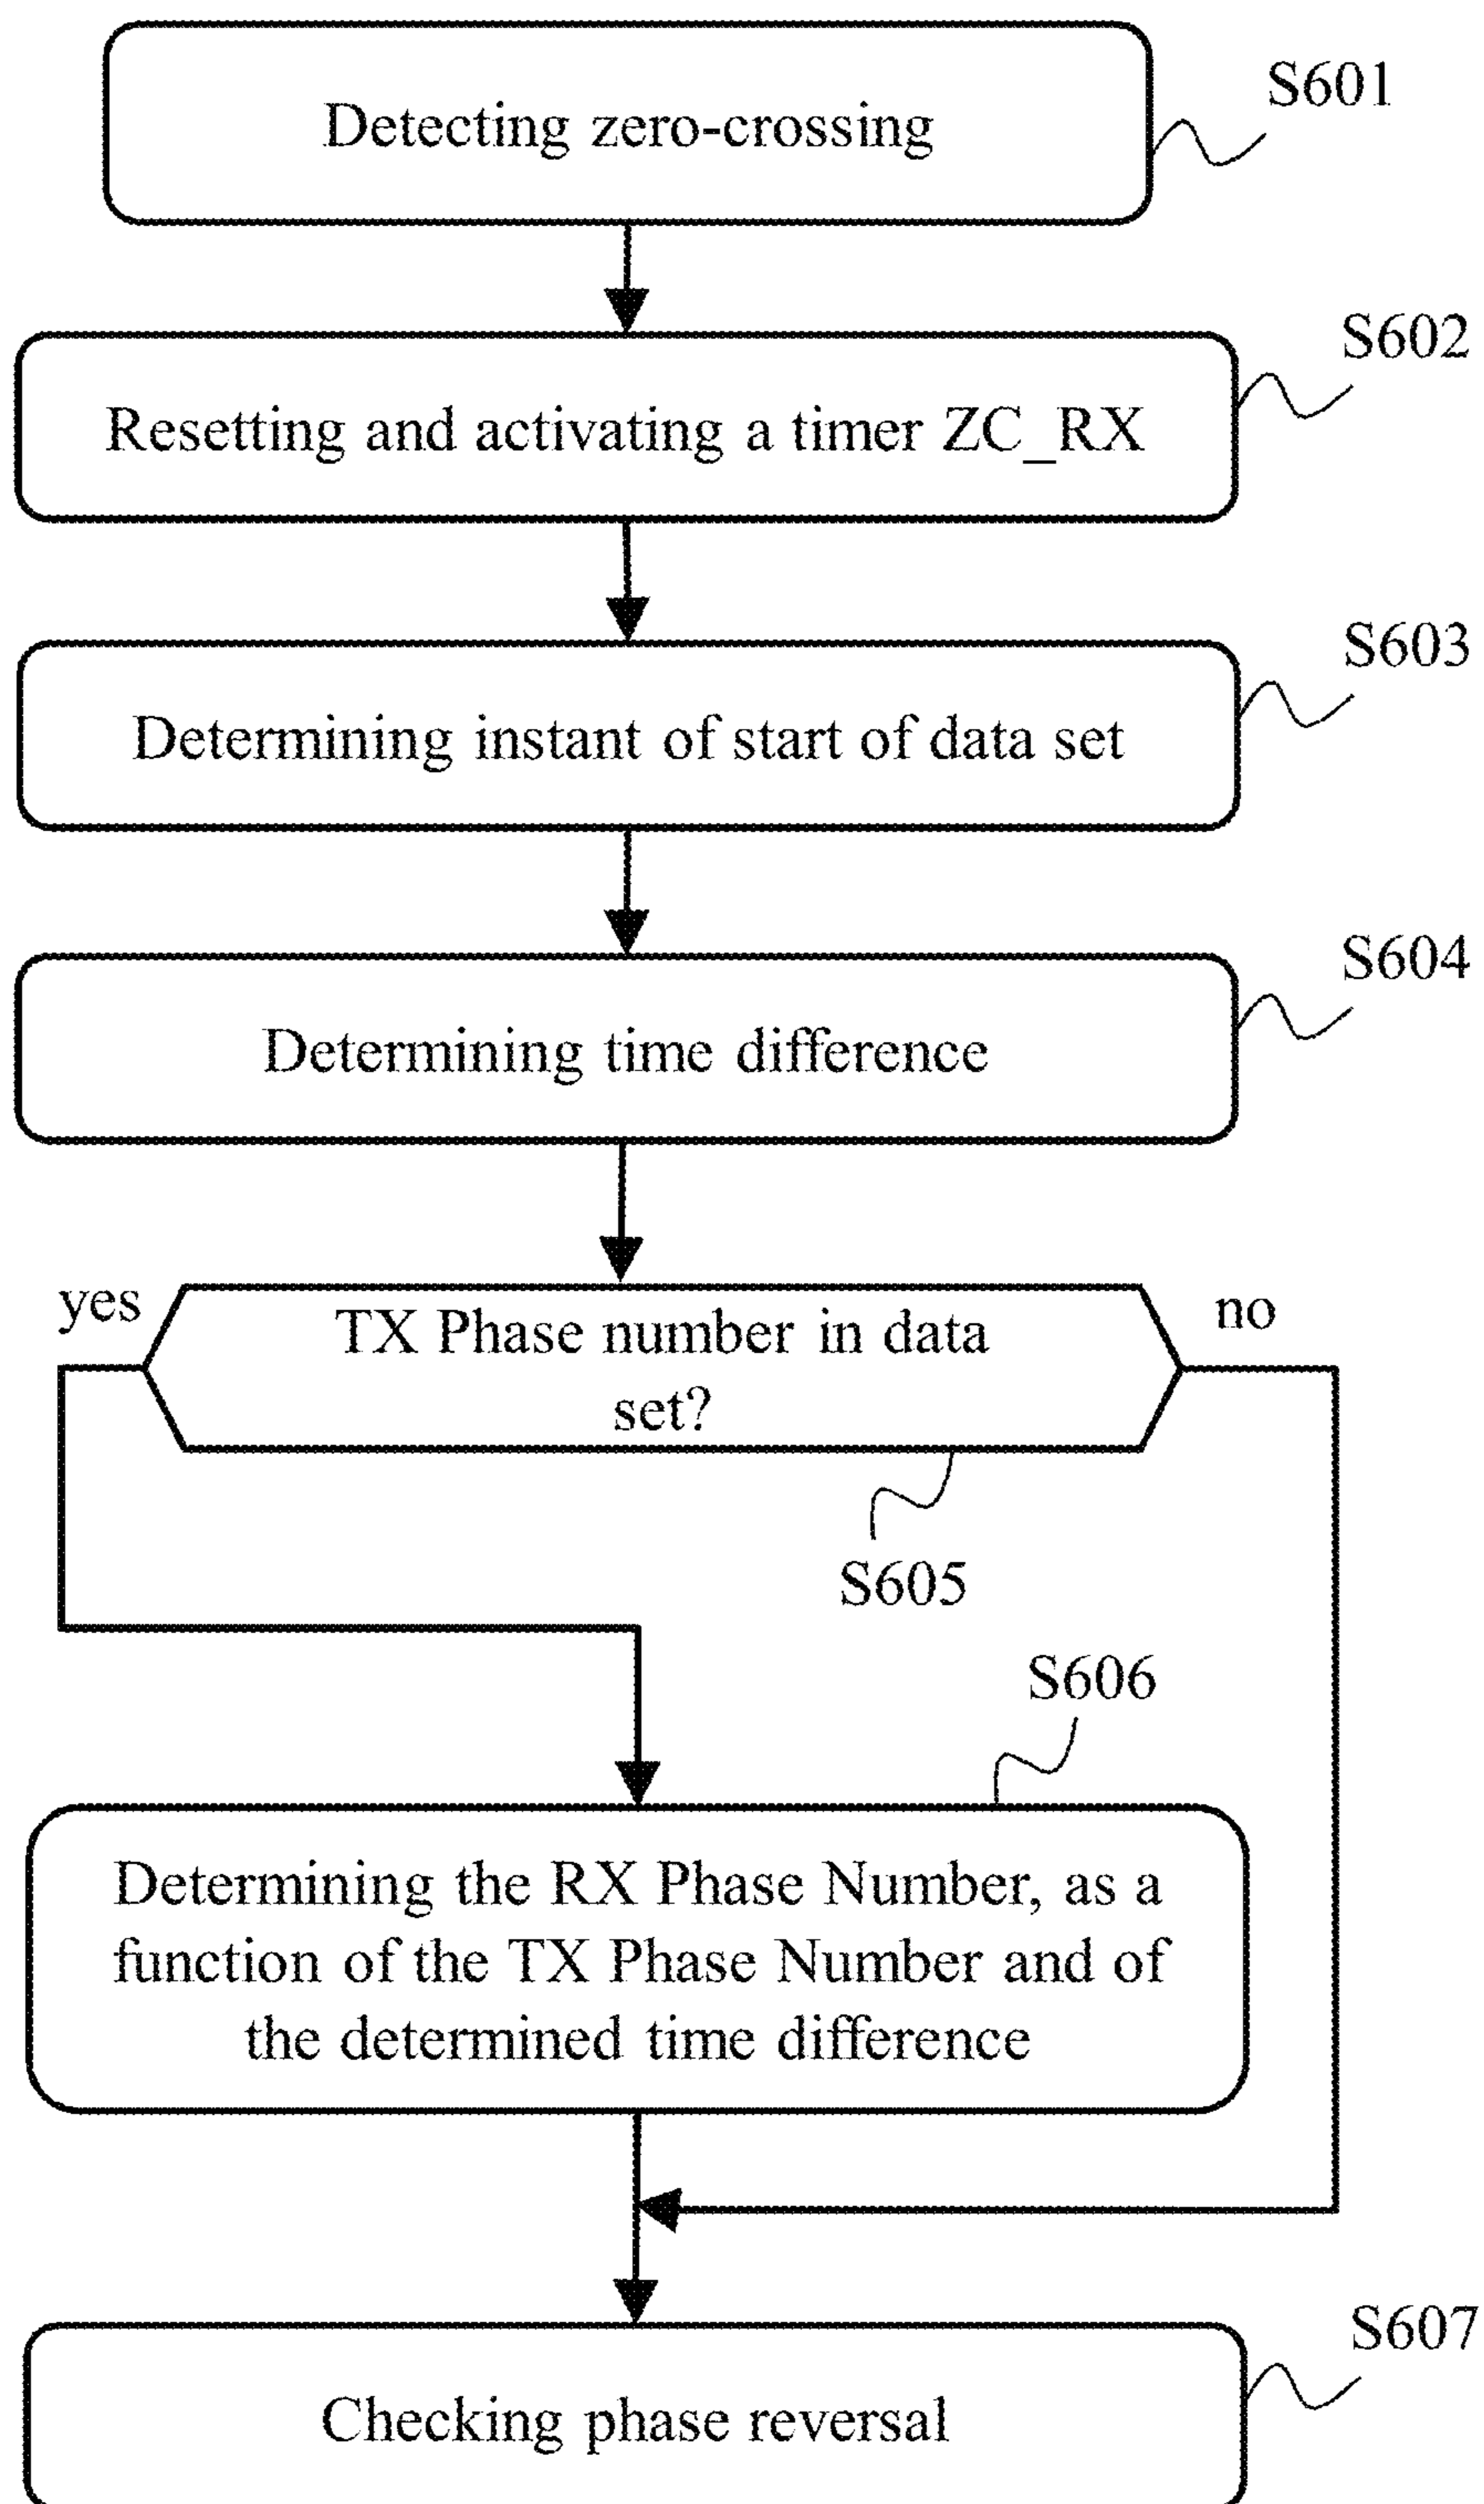 Detecting zero-crossing
S601
Resetting and activating a timer ZC_RX
S602
Determining instant of start of data set
S603
Determining time difference
S604
yes
TX Phase number in data
set?
no
S605
S606
Determining the RX Phase Number, as a
function of the TX Phase Number and of
the determined time difference
Checking phase reversal
S607